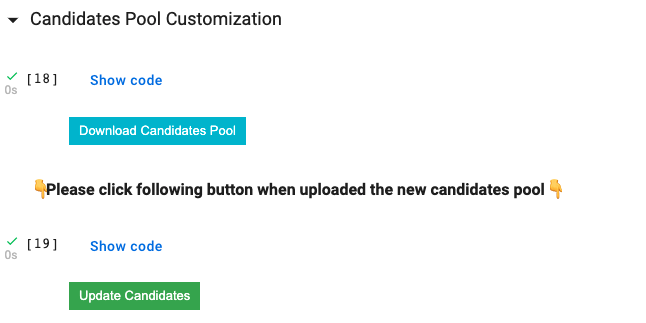 Candidates Pool Customization
[18] Show code
0s
Download Candidates Pool
👇Please click following button when uploaded the new candidates pool 👇
[19] Show code
0s
Update Candidates